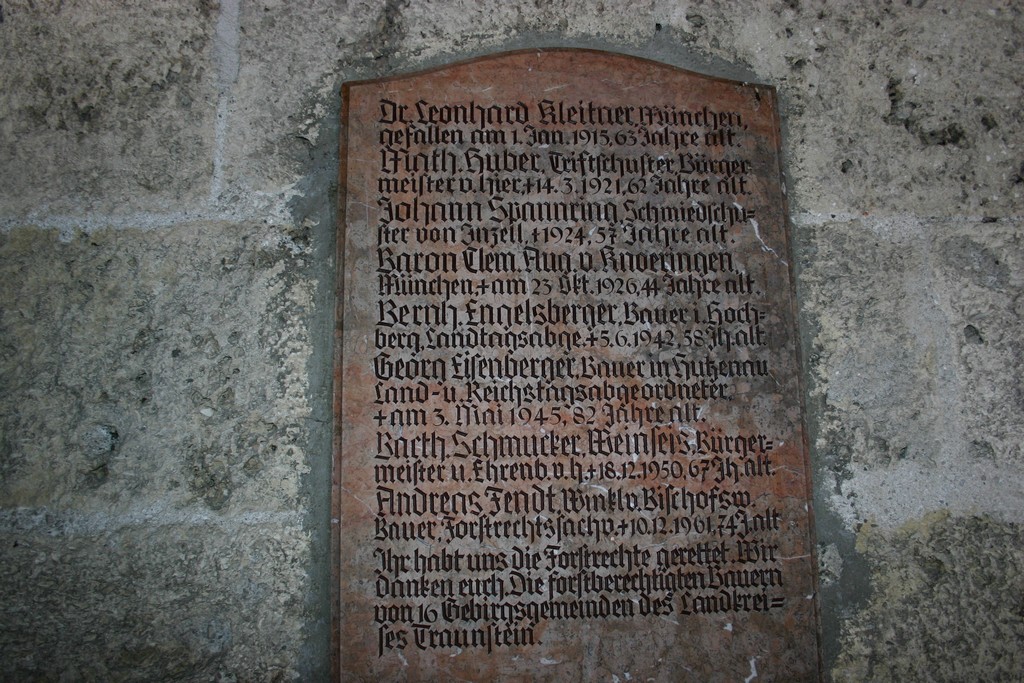 Dr. Leonhard Kleitner, München,
gefallen am 1. Jan. 1915, 63 Jahre alt.
Math. Huber, Triftschuster, Bürger-
meister v. hier, +14.3.1921, 62 Jahre alt.
Johann Spannring, Schmiedschu=
ster von Inzell, +1924, 57 Jahre alt.
Baron Clem. Aug. v. Knoeringen
München, +am 23 Okt. 1926, 44 Jahre alt.
Bernh. Engelsberger, Bauer i. Hoch=
berg, Landtagsabge. +5.6.1942, 58 Jh. alt
Georg Eisenberger, Bauer in Hutzenau
Land- u. Reichstagsabgeordneter.
+am 3. Mai 1945, 82 Jahre alt.
Barth. Schmucker, Weinseis, Bürger=
meister u. Ehrenb. v. h. +18.12.1950, 67 Jh. alt
Andreas Fendt, Winkl v. Bischofsw.
Bauer, Forstrechtssachv. +10.12.1961, 74 J. alt
Ihr habt uns die Forstrechte gerettet. Wir
danken euch. Die forstberechtigten Bauern
von 16 Gebirgsgemeinden des Landkrei=
ses Traunstein.